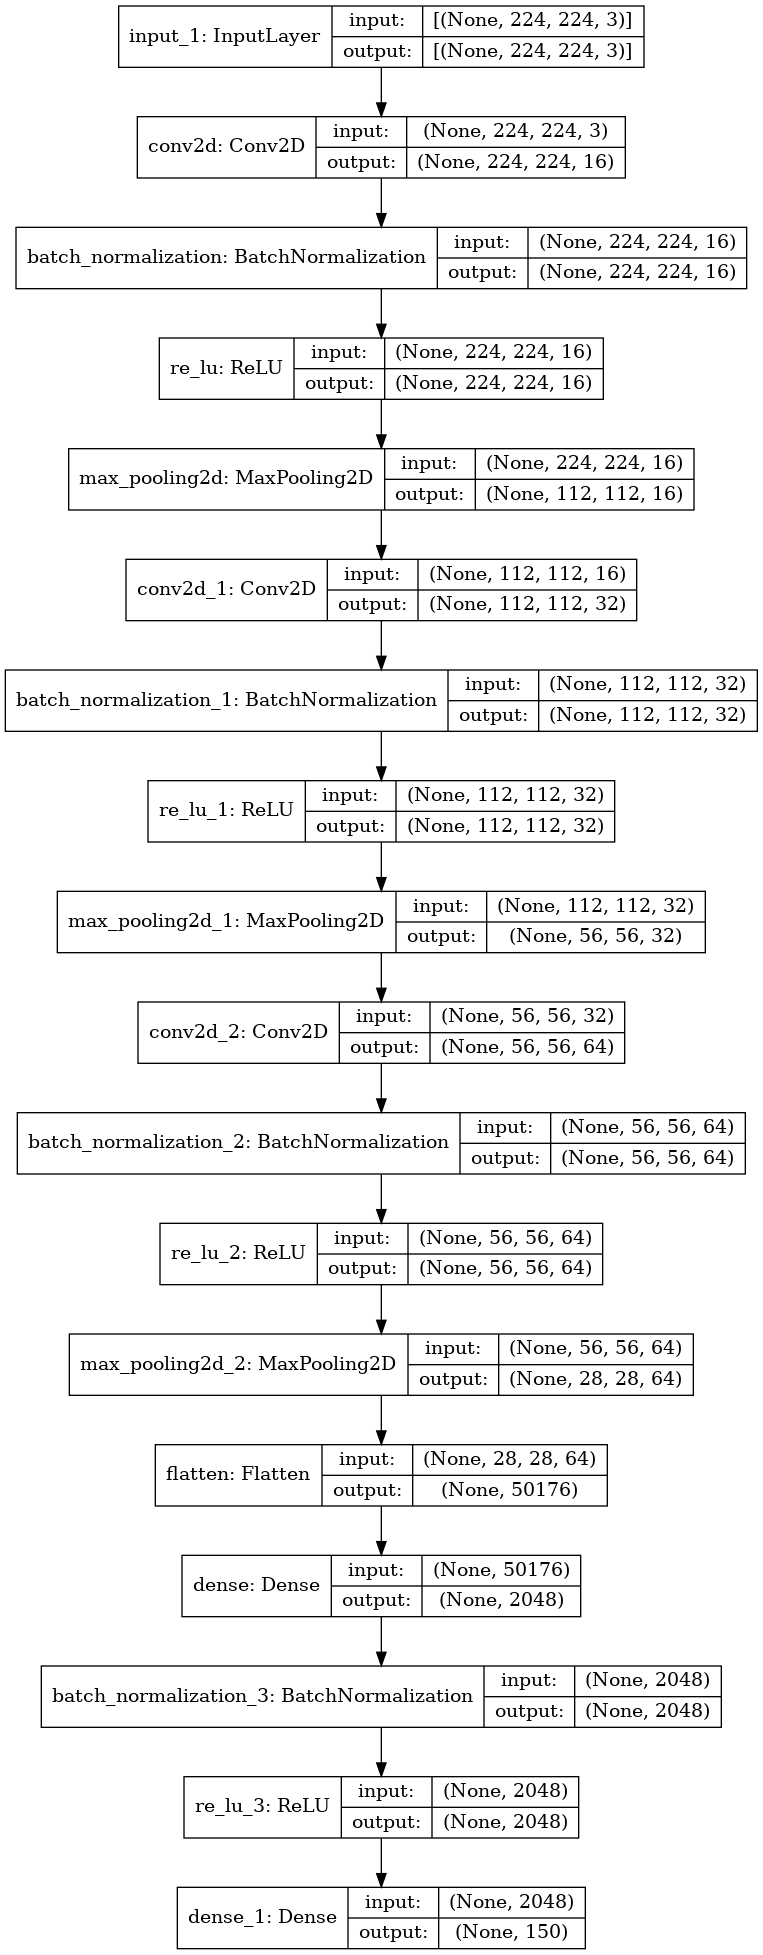 input_1: InputLayer
input: [(None, 224, 224, 3)]
output: [(None, 224, 224, 3)]
conv2d: Conv2D
input: (None, 224, 224, 3)
output: (None, 224, 224, 16)
batch_normalization: BatchNormalization
input: (None, 224, 224, 16)
output: (None, 224, 224, 16)
re_lu: ReLU
input: (None, 224, 224, 16)
output: (None, 224, 224, 16)
max_pooling2d: MaxPooling2D
input: (None, 224, 224, 16)
output: (None, 112, 112, 16)
conv2d_1: Conv2D
input: (None, 112, 112, 16)
output: (None, 112, 112, 32)
batch_normalization_1: BatchNormalization
input: (None, 112, 112, 32)
output: (None, 112, 112, 32)
re_lu_1: ReLU
input: (None, 112, 112, 32)
output: (None, 112, 112, 32)
max_pooling2d_1: MaxPooling2D
input: (None, 112, 112, 32)
output: (None, 56, 56, 32)
conv2d_2: Conv2D
input: (None, 56, 56, 32)
output: (None, 56, 56, 64)
batch_normalization_2: BatchNormalization
input: (None, 56, 56, 64)
output: (None, 56, 56, 64)
re_lu_2: ReLU
input: (None, 56, 56, 64)
output: (None, 56, 56, 64)
max_pooling2d_2: MaxPooling2D
input: (None, 56, 56, 64)
output: (None, 28, 28, 64)
flatten: Flatten
input: (None, 28, 28, 64)
output: (None, 50176)
dense: Dense
input: (None, 50176)
output: (None, 2048)
batch_normalization_3: BatchNormalization
input: (None, 2048)
output: (None, 2048)
re_lu_3: ReLU
input: (None, 2048)
output: (None, 2048)
dense_1: Dense
input: (None, 2048)
output: (None, 150)